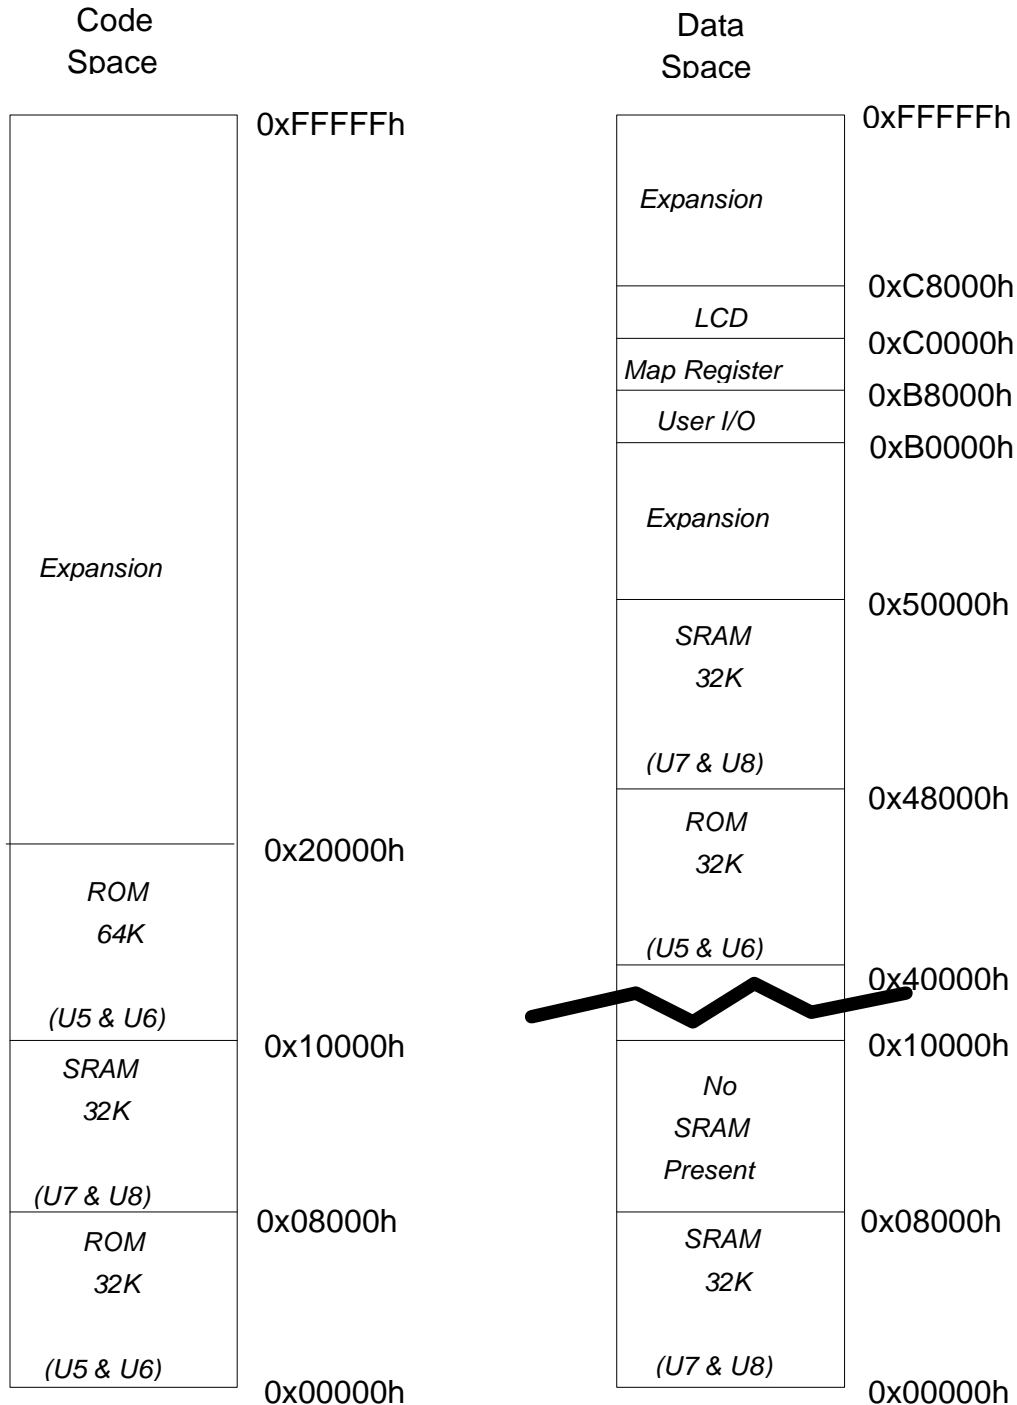 Code
Space
0xFFFFFh
Expansion
0x20000h
ROM
64K
(U5 & U6)
0x10000h
SRAM
32K
(U7 & U8)
0x08000h
ROM
32K
(U5 & U6)
0x00000h
Data
Space
0xFFFFFh
Expansion
0xC8000h
LCD
0xC0000h
Map Register
0xB8000h
User I/O
0xB0000h
Expansion
0x50000h
SRAM
32K
(U7 & U8)
0x48000h
ROM
32K
(U5 & U6)
0x40000h
0x10000h
No
SRAM
Present
0x08000h
SRAM
32K
(U7 & U8)
0x00000h